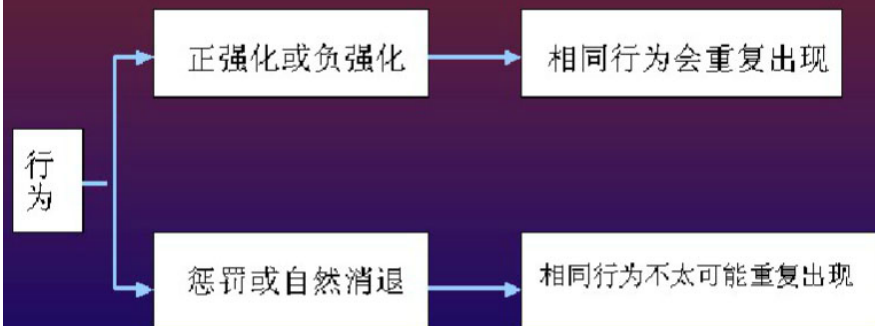 正强化或负强化
相同行为会重复出现
行
为
惩罚或自然消退
相同行为不太可能重复出现